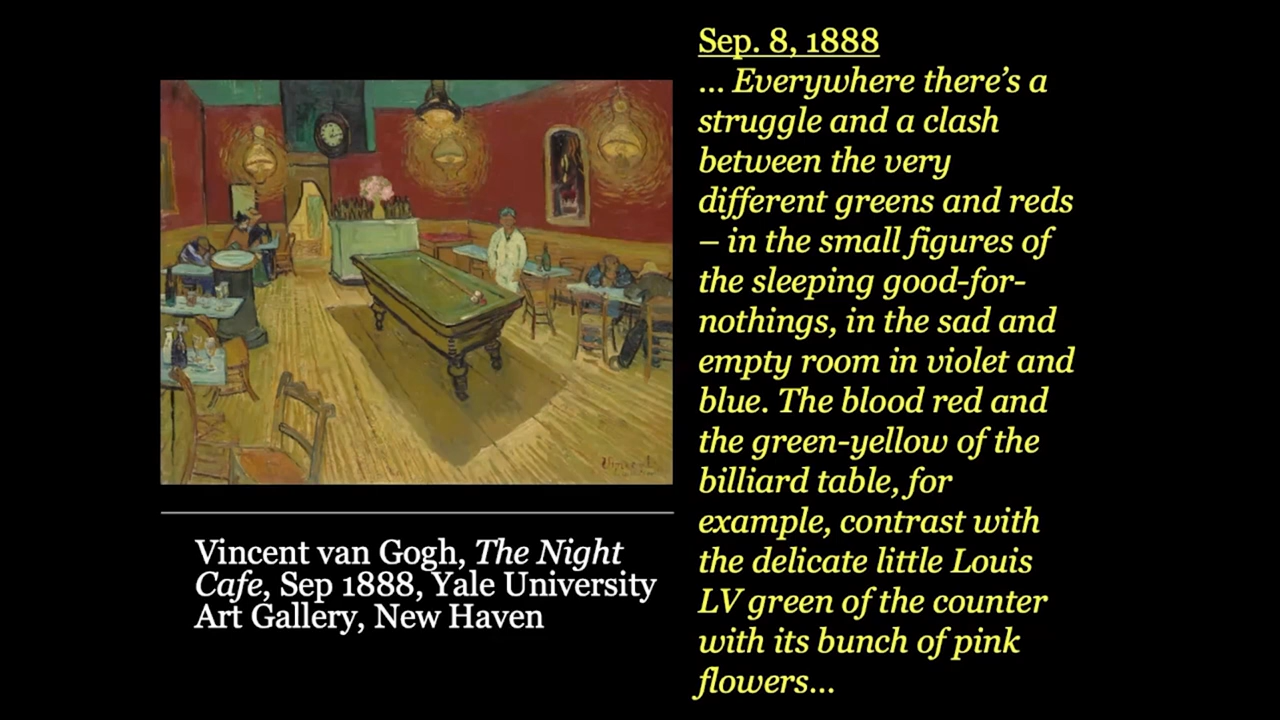 Sep. 8, 1888
... Everywhere there's a
struggle and a clash
between the very
different greens and reds
– in the small figures of
the sleeping good-for-
nothings, in the sad and
empty room in violet and
blue. The blood red and
the green-yellow of the
billiard table, for
example, contrast with
the delicate little Louis
LV green of the counter
with its bunch of pink
flowers...
Vincent van Gogh, The Night
Cafe, Sep 1888, Yale University
Art Gallery, New Haven